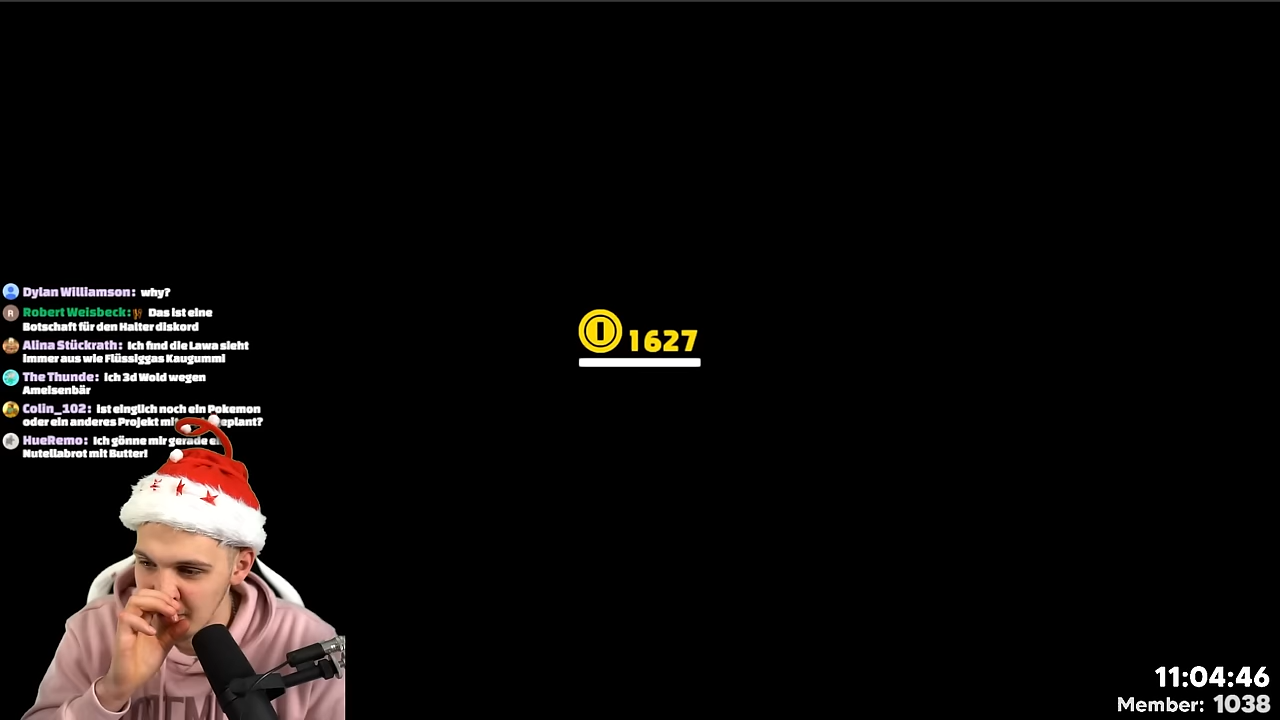 Dylan Williamson: why?
Robert Weisbeck: Das ist eine
Botschaft für den Halter diskord
Alina Stückrath: Ich find die Lawa sieht
immer aus wie Flüssiggas Kaugummi
The Thunde: Ich 3d Wold wegen
Ameisenbär
Colin_102: Ist einglich noch ein Pokemon
oder ein anderes Projekt eplant?
HueRemo: Ich gönne mir gerade
Nutellabrot mit Butter!
1627
11:04:46
Member: 1038